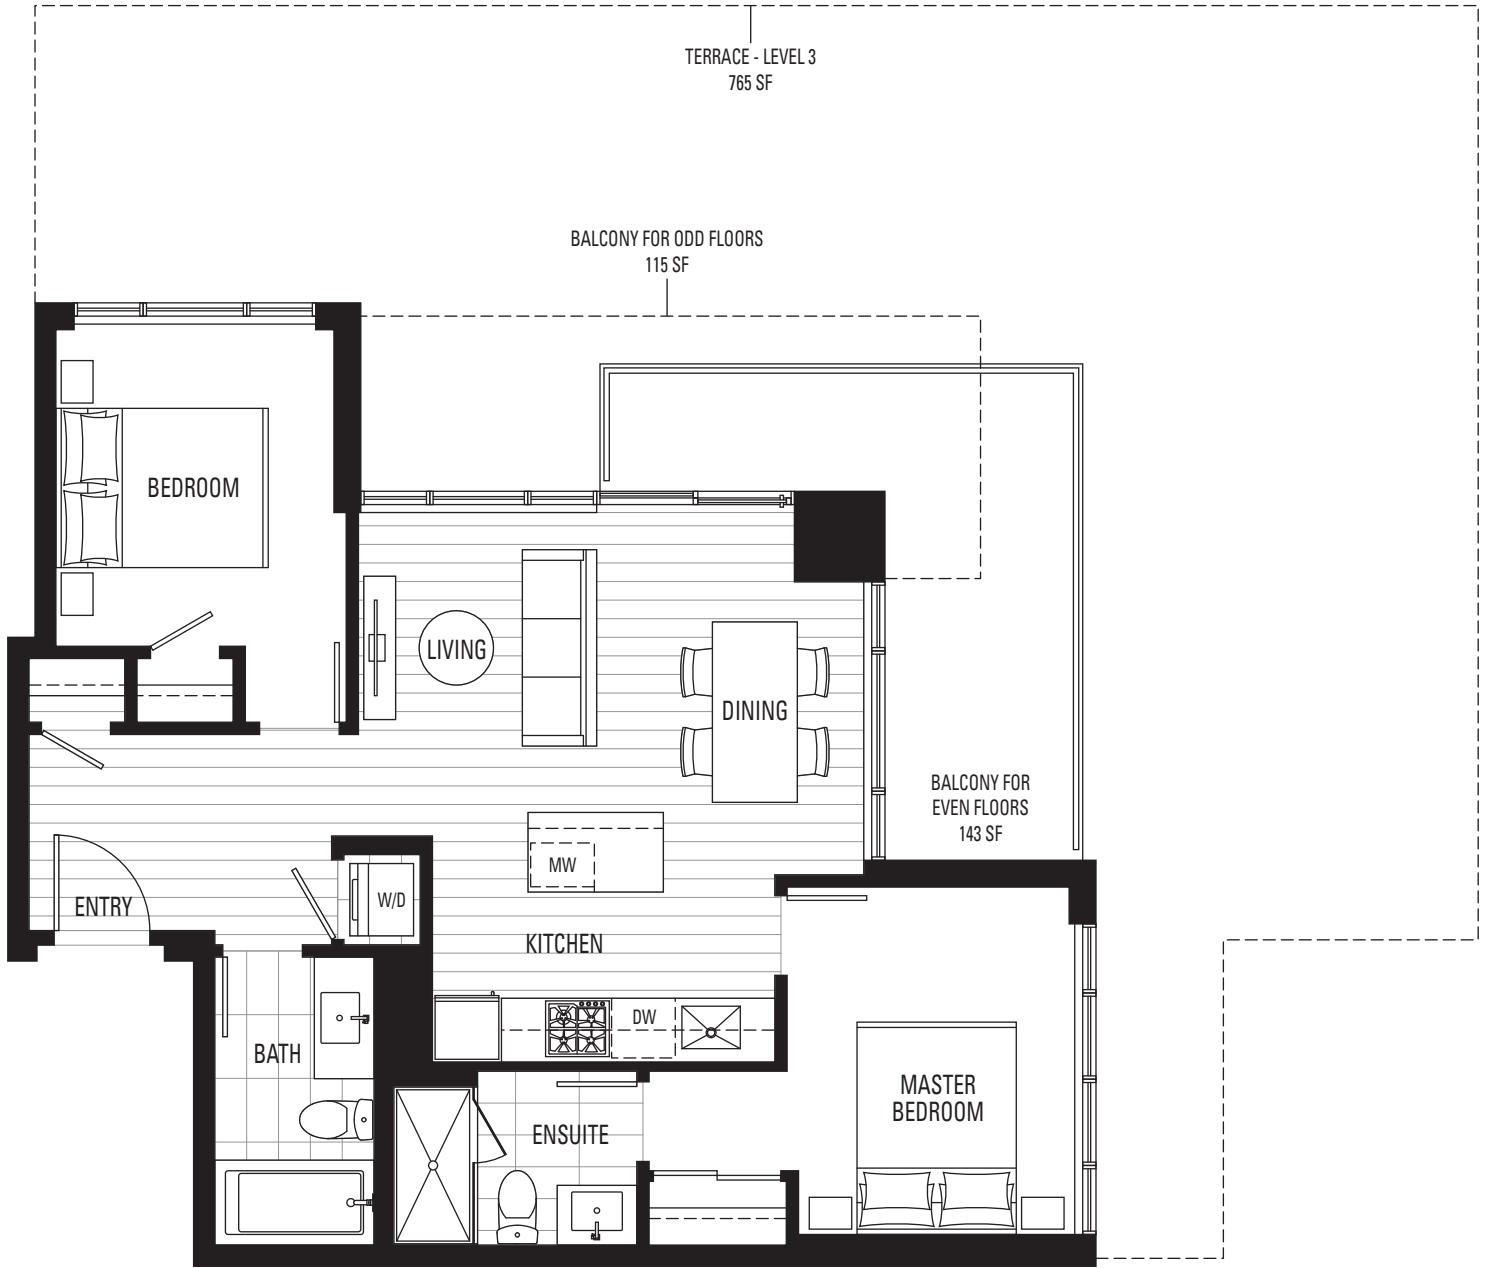 TERRACE - LEVEL 3
765 SF
BALCONY FOR ODD FLOORS
115 SF
BEDROOM
LIVING
DINING
BALCONY FOR
EVEN FLOORS
143 SF
MW
W/D
ENTRY
KITCHEN
DW
BATH
MASTER
BEDROOM
ENSUITE